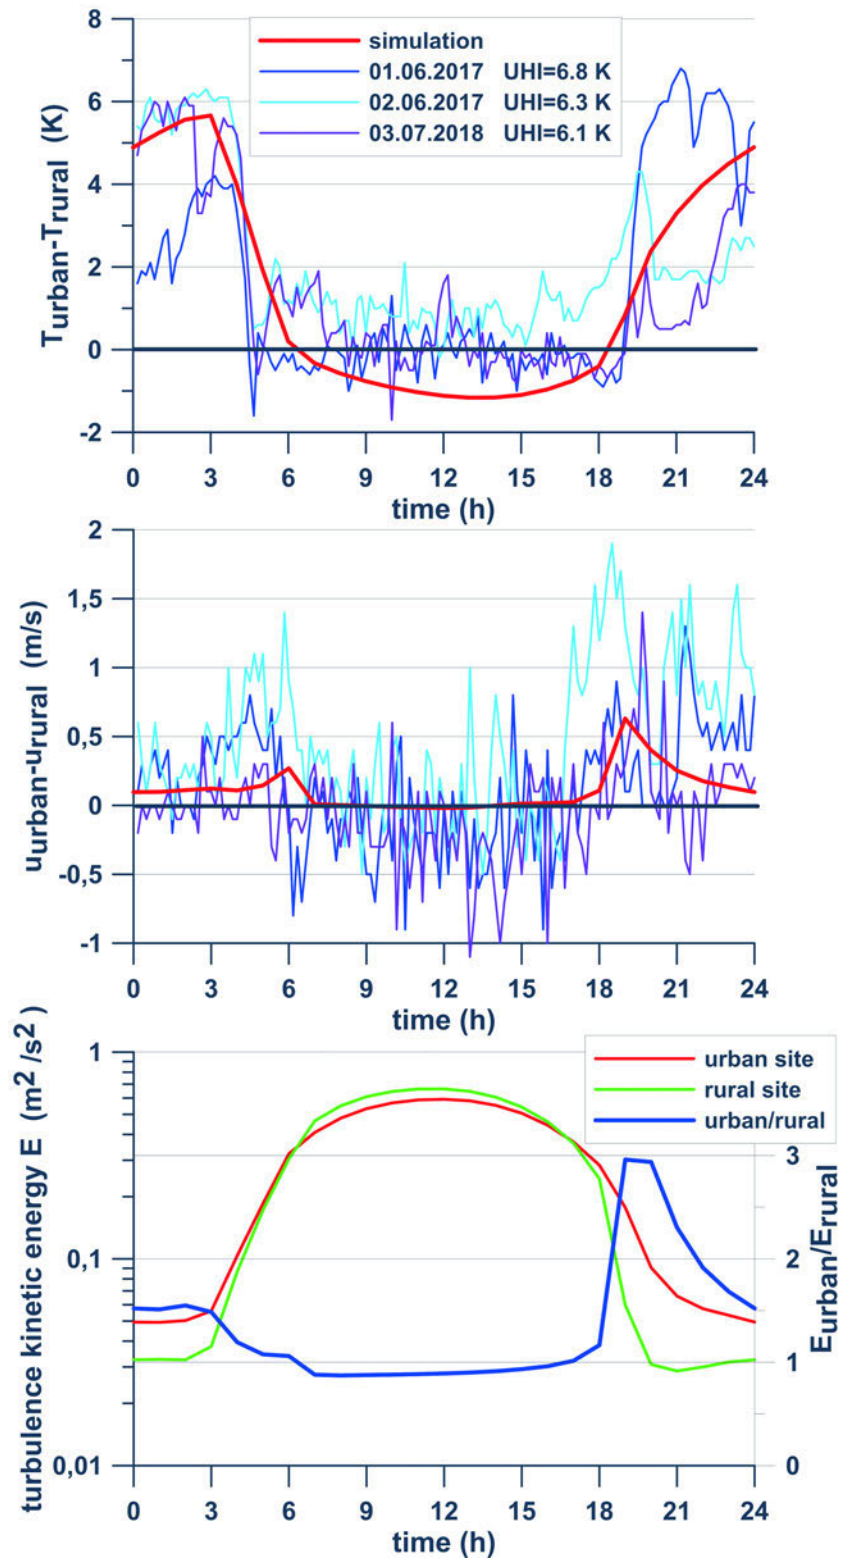 8
6
4
2
0
-2
Turban-Trural (K)
simulation
01.06.2017 UHI=6.8 K
02.06.2017 UHI=6.3 K
03.07.2018 UHI=6.1 K
0 3 6 9 12 15 18 21 24
time (h)
2
1,5
1
0,5
0
-0,5
-1
uurban-urural (m/s)
0 3 6 9 12 15 18 21 24
time (h)
1
0,1
0,01
turbulence kinetic energy E (m2 /s2 )
urban site
rural site
urban/rural
3
2
1
0
Eurban/Erural
0 3 6 9 12 15 18 21 24
time (h)